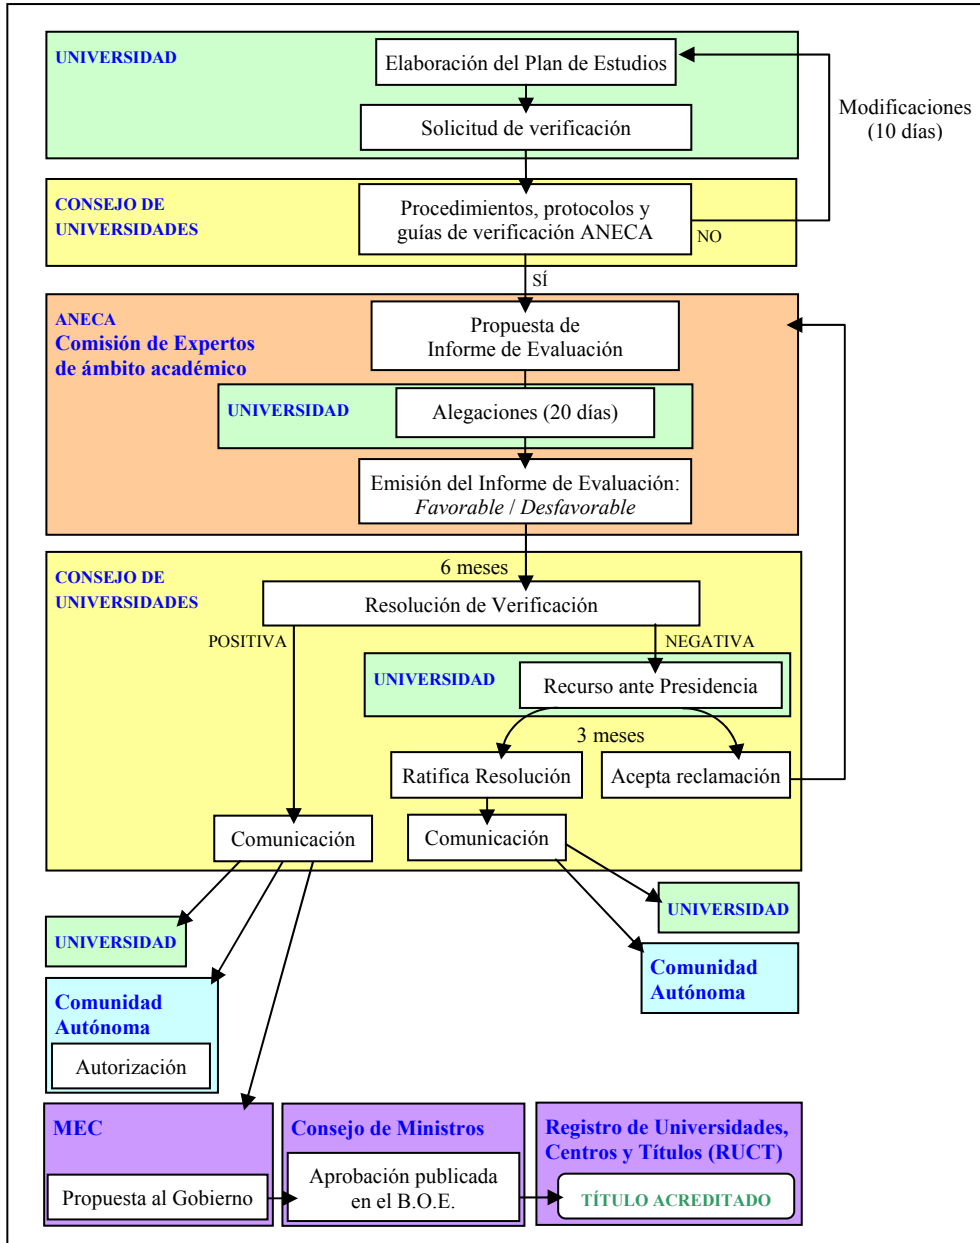 UNIVERSIDAD
Elaboración del Plan de Estudios
Solicitud de verificación
Modificaciones
(10 días)
CONSEJO DE
UNIVERSIDADES
Procedimientos, protocolos y
guías de verificación ANECA
NO
SÍ
ANECA
Comisión de Expertos
de ámbito académico
Propuesta de
Informe de Evaluación
UNIVERSIDAD
Alegaciones (20 días)
Emisión del Informe de Evaluación:
Favorable / Desfavorable
6 meses
CONSEJO DE
UNIVERSIDADES
Resolución de Verificación
POSITIVA
NEGATIVA
UNIVERSIDAD
Recurso ante Presidencia
3 meses
Ratifica Resolución
Acepta reclamación
Comunicación
Comunicación
UNIVERSIDAD
UNIVERSIDAD
Comunidad
Autónoma
Comunidad
Autónoma
Autorización
MEC
Propuesta al Gobierno
Consejo de Ministros
Aprobación publicada
en el B.O.E.
Registro de Universidades,
Centros y Títulos (RUCT)
TÍTULO ACREDITADO